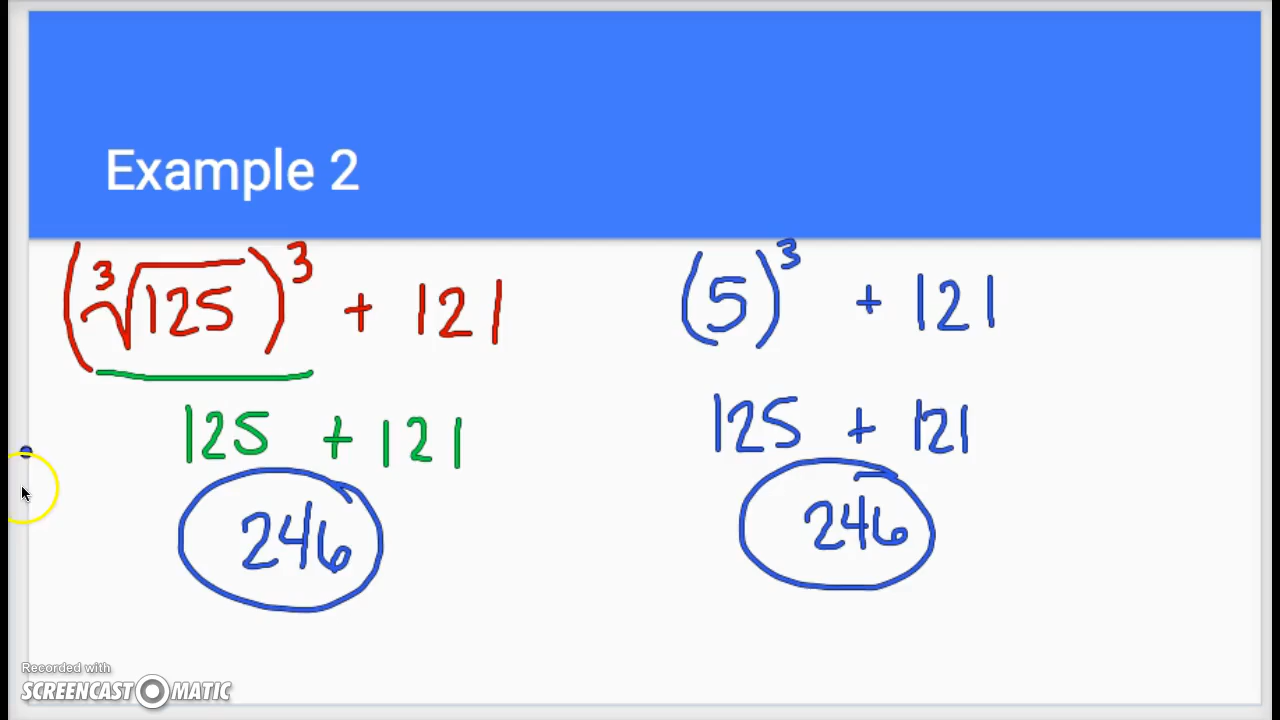 Example 2
(∛125)³ + 121
125 + 121
246
(5)³ + 121
125 + 121
246
Recorded with
SCREENCAST-O-MATIC